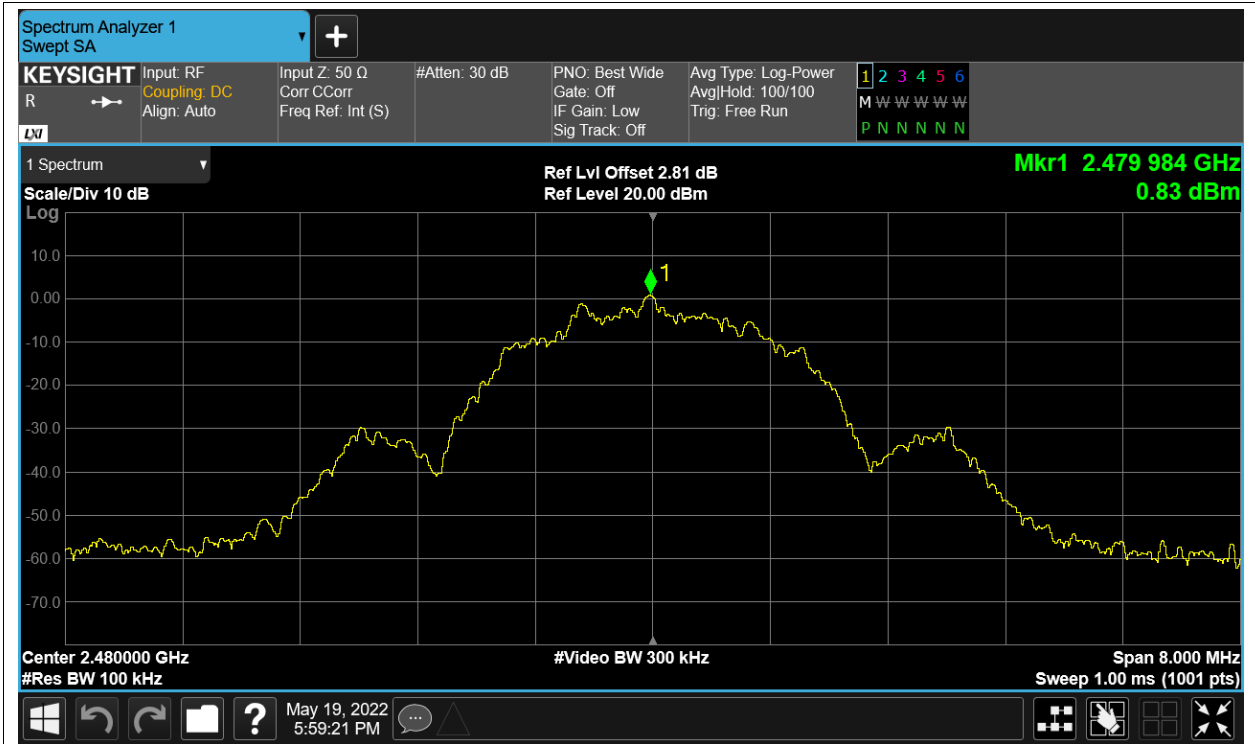 Spectrum Analyzer 1
Swept SA
+
KEYSIGHT
R
LXI
Input: RF
Coupling: DC
Align: Auto
Input Z: 50 Ω
Corr CCorr
Freq Ref: Int (S)
#Atten: 30 dB
PNO: Best Wide
Gate: Off
IF Gain: Low
Sig Track: Off
Avg Type: Log-Power
Avg|Hold: 100/100
Trig: Free Run
1 2 3 4 5 6
M W W W W W
P N N N N N
1 Spectrum
Scale/Div 10 dB
Log
Ref Lvl Offset 2.81 dB
Ref Level 20.00 dBm
Mkr1 2.479 984 GHz
0.83 dBm
1
10.0
0.00
-10.0
-20.0
-30.0
-40.0
-50.0
-60.0
-70.0
Center 2.480000 GHz
#Res BW 100 kHz
#Video BW 300 kHz
Span 8.000 MHz
Sweep 1.00 ms (1001 pts)
?
May 19, 2022
5:59:21 PM